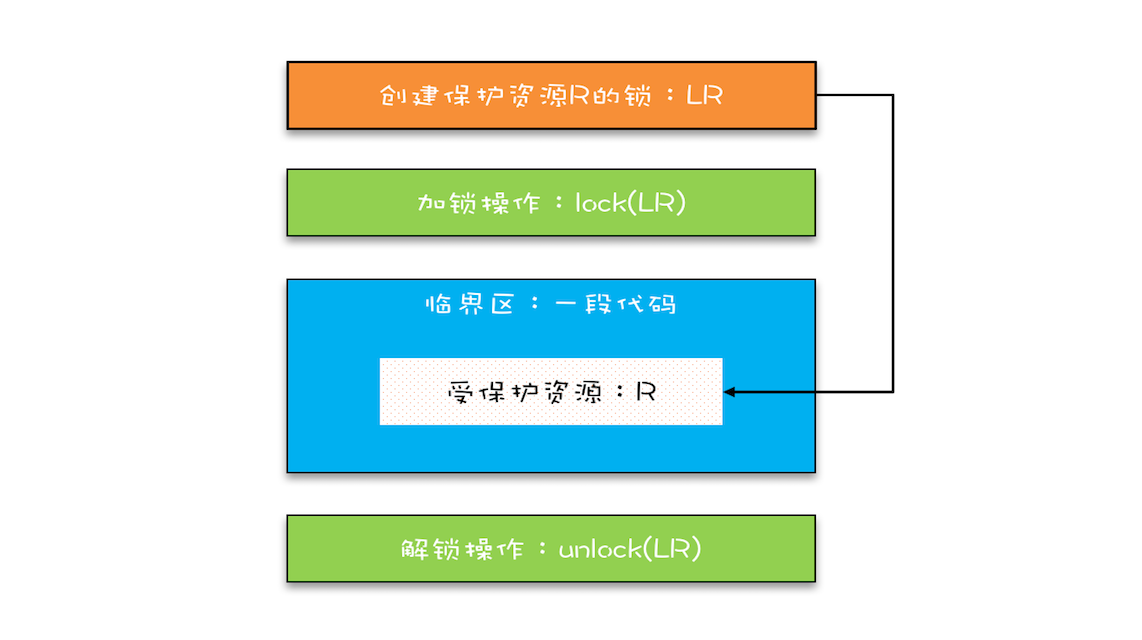 创建保护资源R的锁：LR
加锁操作：lock(LR)
临界区：一段代码
受保护资源：R
解锁操作：unlock(LR)